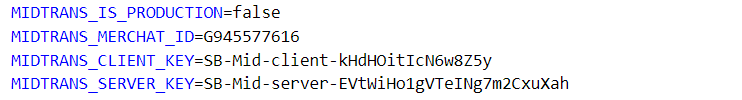 MIDTRANS_IS_PRODUCTION=false
MIDTRANS_MERCHAT_ID=G945577616
MIDTRANS_CLIENT_KEY=SB-Mid-client-kHdHOitIcN6w8Z5y
MIDTRANS_SERVER_KEY=SB-Mid-server-EVtWiHo1gVTeINg7m2CxuXah